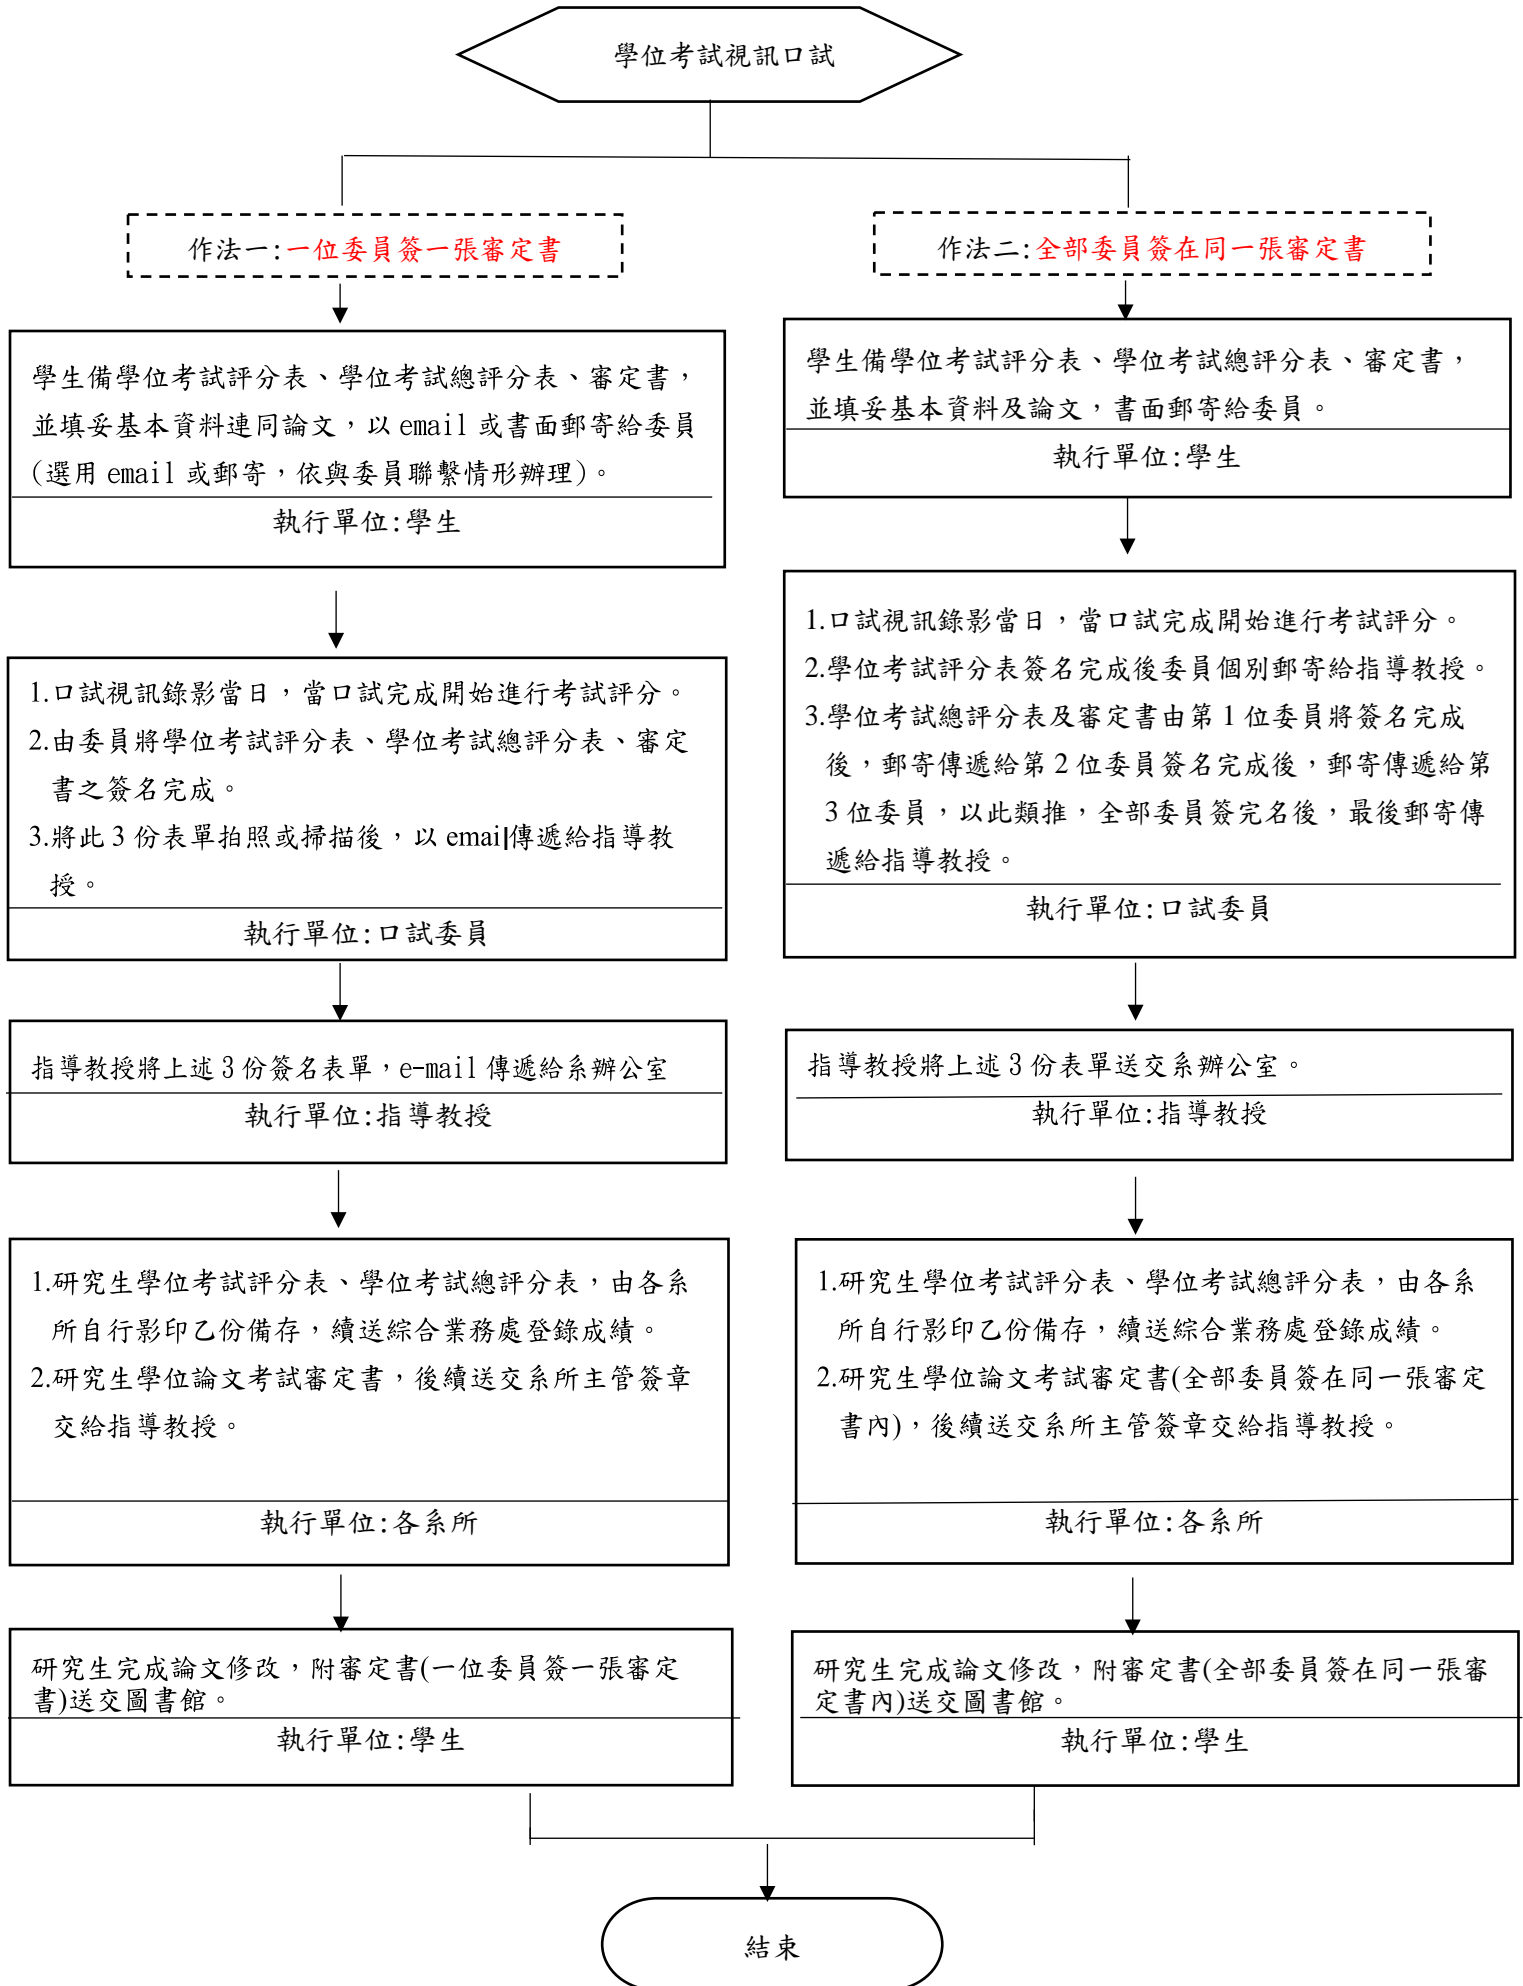 學位考試視訊口試
作法一:一位委員簽一張審定書
學生備學位考試評分表、學位考試總評分表、審定書，
並填妥基本資料連同論文，以 email 或書面郵寄給委員
(選用 email 或郵寄，依與委員聯繫情形辦理)。
執行單位:學生
1.口試視訊錄影當日，當口試完成開始進行考試評分。
2.由委員將學位考試評分表、學位考試總評分表、審定
書之簽名完成。
3.將此 3 份表單拍照或掃描後，以 email傳遞給指導教
授。
執行單位:口試委員
指導教授將上述 3 份簽名表單，e-mail 傳遞給系辦公室
執行單位:指導教授
1.研究生學位考試評分表、學位考試總評分表，由各系
所自行影印乙份備存，續送綜合業務處登錄成績。
2.研究生學位論文考試審定書，後續送交系所主管簽章
交給指導教授。
執行單位:各系所
研究生完成論文修改，附審定書(一位委員簽一張審定
書)送交圖書館。
執行單位:學生
作法二:全部委員簽在同一張審定書
學生備學位考試評分表、學位考試總評分表、審定書，
並填妥基本資料及論文，書面郵寄給委員。
執行單位:學生
1.口試視訊錄影當日，當口試完成開始進行考試評分。
2.學位考試評分表簽名完成後委員個別郵寄給指導教授。
3.學位考試總評分表及審定書由第 1 位委員將簽名完成
後，郵寄傳遞給第 2 位委員簽名完成後，郵寄傳遞給第
3 位委員，以此類推，全部委員簽完名後，最後郵寄傳
遞給指導教授。
執行單位:口試委員
指導教授將上述 3 份表單送交系辦公室。
執行單位:指導教授
1.研究生學位考試評分表、學位考試總評分表，由各系
所自行影印乙份備存，續送綜合業務處登錄成績。
2.研究生學位論文考試審定書(全部委員簽在同一張審定
書內)，後續送交系所主管簽章交給指導教授。
執行單位:各系所
研究生完成論文修改，附審定書(全部委員簽在同一張審
定書內)送交圖書館。
執行單位:學生
結束